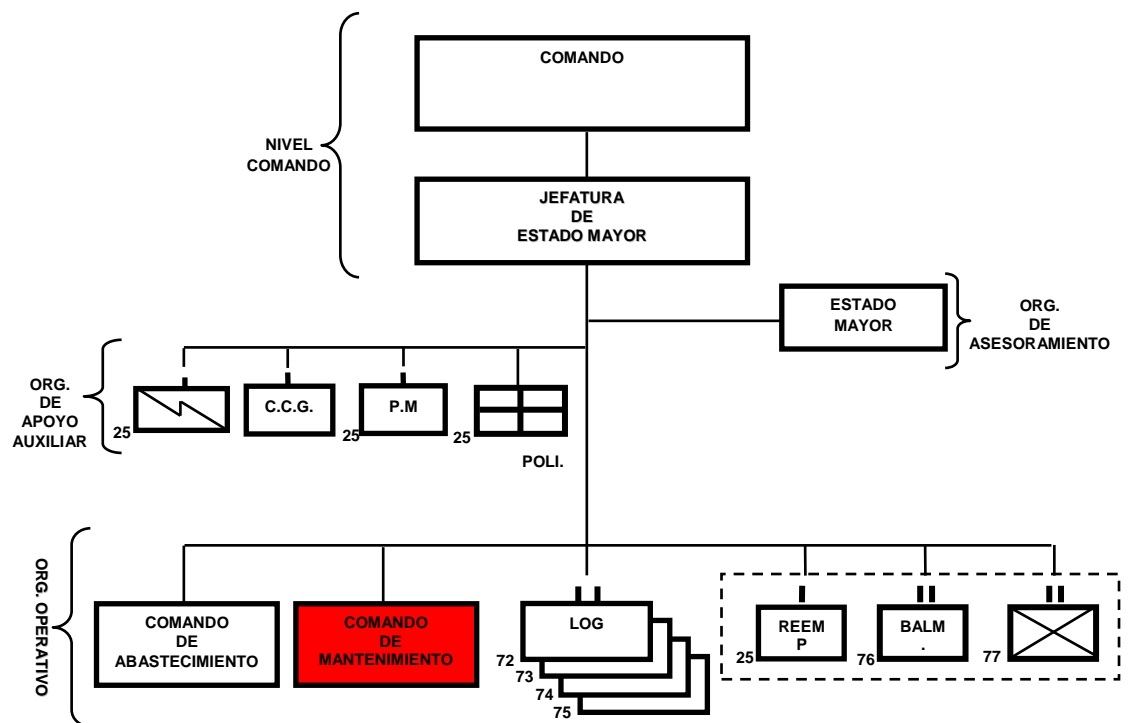 COMANDO
NIVEL
COMANDO
JEFATURA
DE
ESTADO MAYOR
ESTADO
MAYOR
ORG.
DE
ASESORAMIENTO
ORG.
DE
APOYO
AUXILIAR
25
C.C.G.
25
P.M
25
POLI.
ORG. OPERATIVO
COMANDO
DE
ABASTECIMIENTO
COMANDO
DE
MANTENIMIENTO
LOG
72
73
74
75
REEM
P
25
BALM
.
76
77